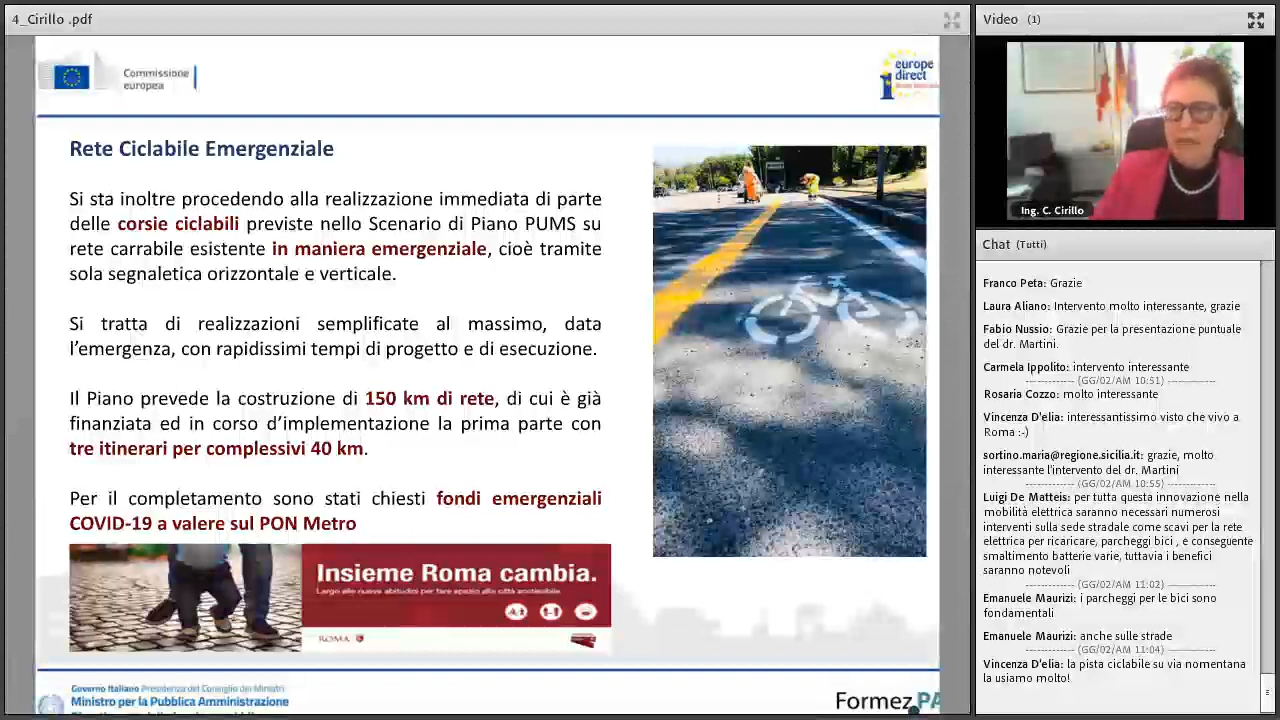 4_Cirillo .pdf
Commissione
europea
europe
direct
Rete Ciclabile Emergenziale
Si sta inoltre procedendo alla realizzazione immediata di parte
delle corsie ciclabili previste nello Scenario di Piano PUMS su
rete carrabile esistente in maniera emergenziale, cioè tramite
sola segnaletica orizzontale e verticale.
Si tratta di realizzazioni semplificate al massimo, data
l’emergenza, con rapidissimi tempi di progetto e di esecuzione.
Il Piano prevede la costruzione di 150 km di rete, di cui è già
finanziata ed in corso d’implementazione la prima parte con
tre itinerari per complessivi 40 km.
Per il completamento sono stati chiesti fondi emergenziali
COVID-19 a valere sul PON Metro
Insieme Roma cambia.
Largo alle nuove abitudini per fare spazio alla città sostenibile.
ROMA
Governo Italiano Presidenza del Consiglio dei Ministri
Ministro per la Pubblica Amministrazione
Formez PA
Video (1)
Ing. C. Cirillo
Chat (Tutti)
Franco Peta: Grazie
Laura Aliano: Intervento molto interessante, grazie
Fabio Nussio: Grazie per la presentazione puntuale
del dr. Martini.
Carmela Ippolito: intervento interessante
------------ (GG/02/AM 10:51) ------------
Rosaria Cozzo: molto interessante
Vincenza D'elia: interessantissimo visto che vivo a
Roma :-)
sortino.maria@regione.sicilia.it: grazie, molto
interessante l'intervento del dr. Martini
------------ (GG/02/AM 10:55) ------------
Luigi De Matteis: per tutta questa innovazione nella
mobilità elettrica saranno necessari numerosi
interventi sulla sede stradale come scavi per la rete
elettrica per ricaricare, parcheggi bici , e conseguente
smaltimento batterie varie, tuttavia i benefici
saranno notevoli
------------ (GG/02/AM 11:02) ------------
Emanuele Maurizi: i parcheggi per le bici sono
fondamentali
Emanuele Maurizi: anche sulle strade
------------ (GG/02/AM 11:04) ------------
Vincenza D'elia: la pista ciclabile su via nomentana
la usiamo molto!